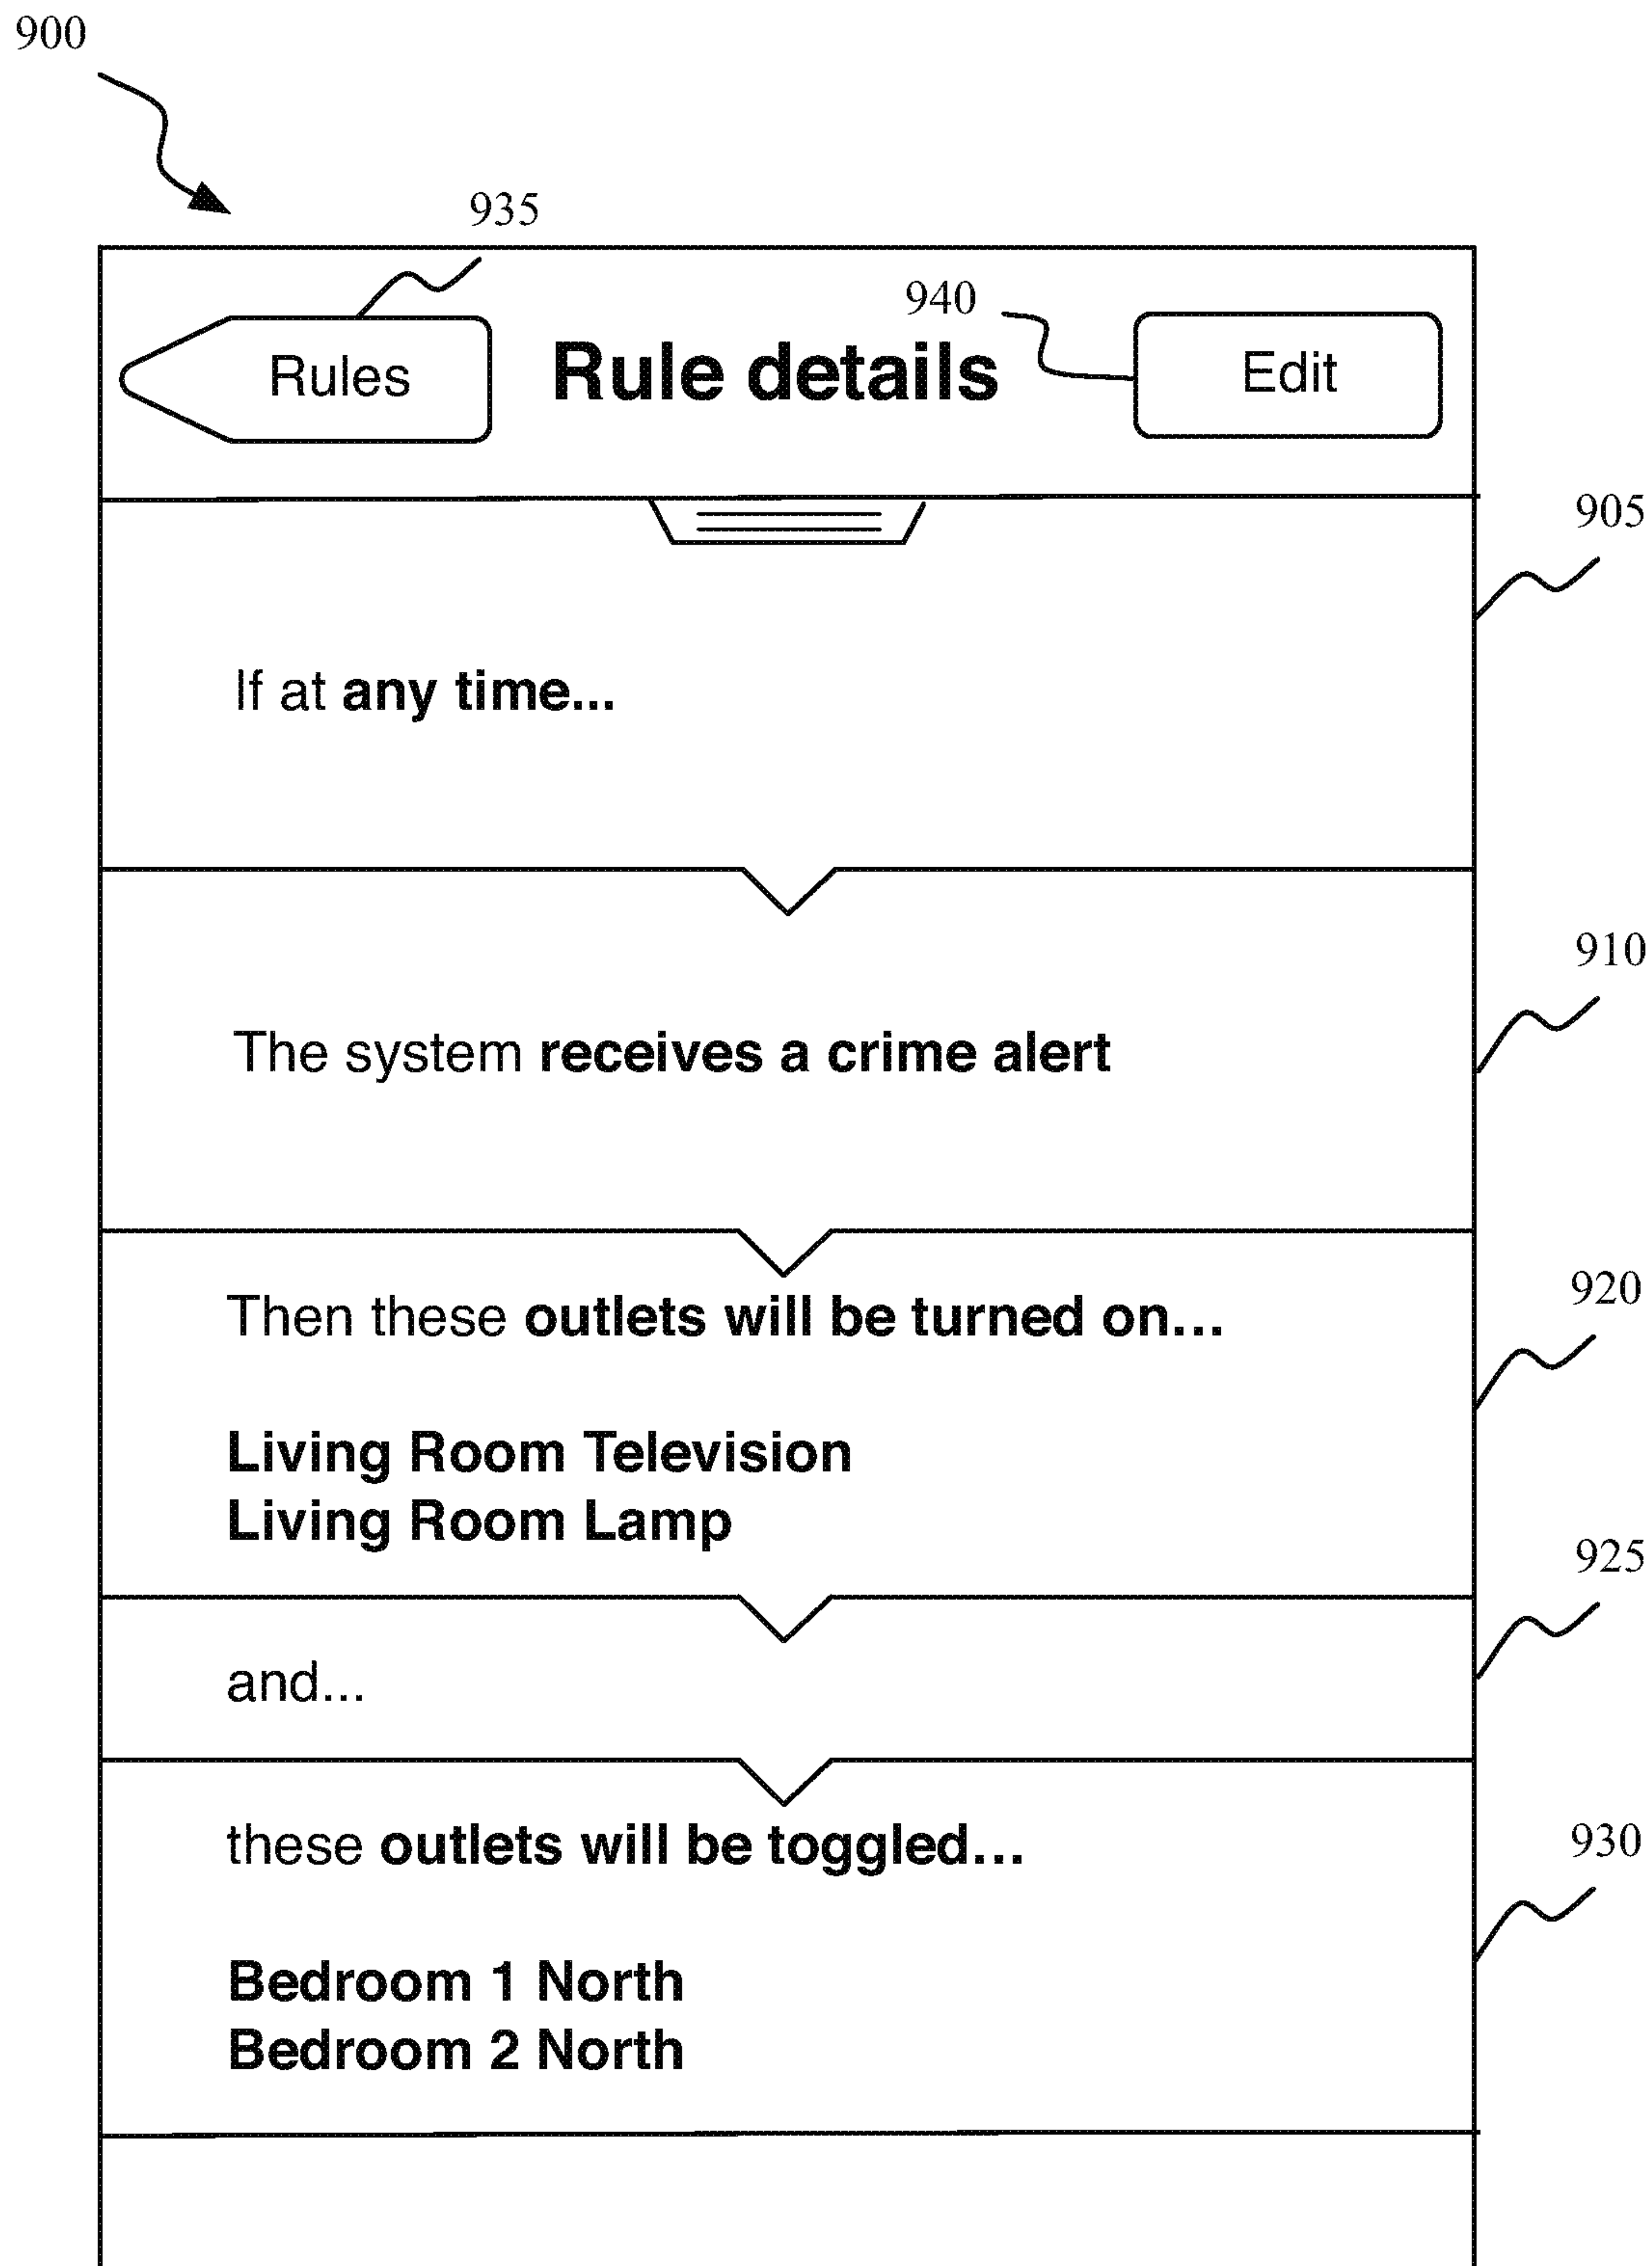 900
935
940
Rules
Rule details
Edit
905
If at any time...
910
The system receives a crime alert
920
Then these outlets will be turned on...
Living Room Television
Living Room Lamp
925
and...
930
these outlets will be toggled...
Bedroom 1 North
Bedroom 2 North